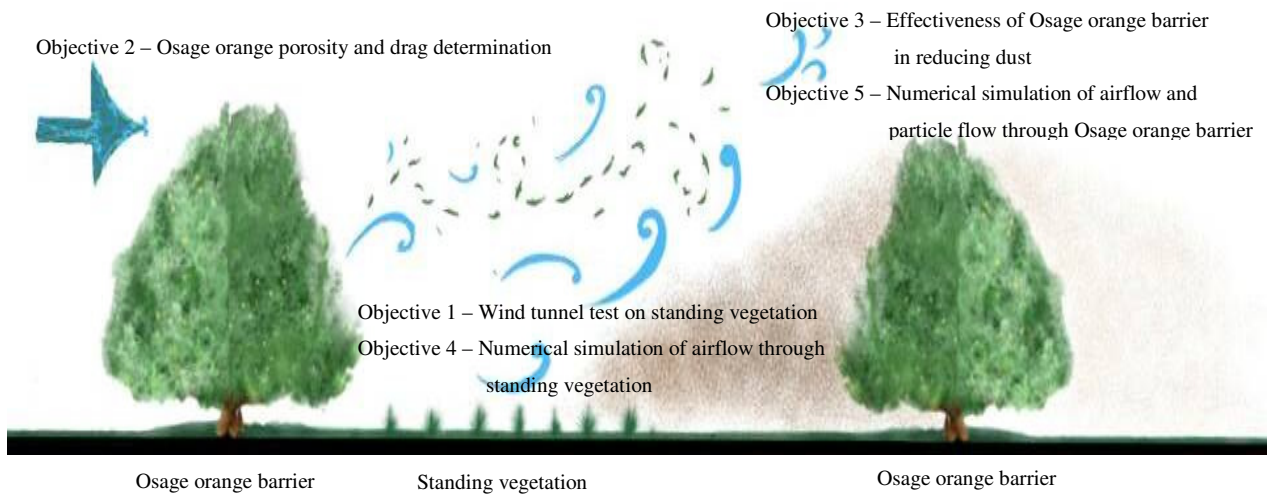 Objective 2 – Osage orange porosity and drag determination
Objective 3 – Effectiveness of Osage orange barrier
in reducing dust
Objective 5 – Numerical simulation of airflow and
particle flow through Osage orange barrier
Objective 1 – Wind tunnel test on standing vegetation
Objective 4 – Numerical simulation of airflow through
standing vegetation
Osage orange barrier
Standing vegetation
Osage orange barrier